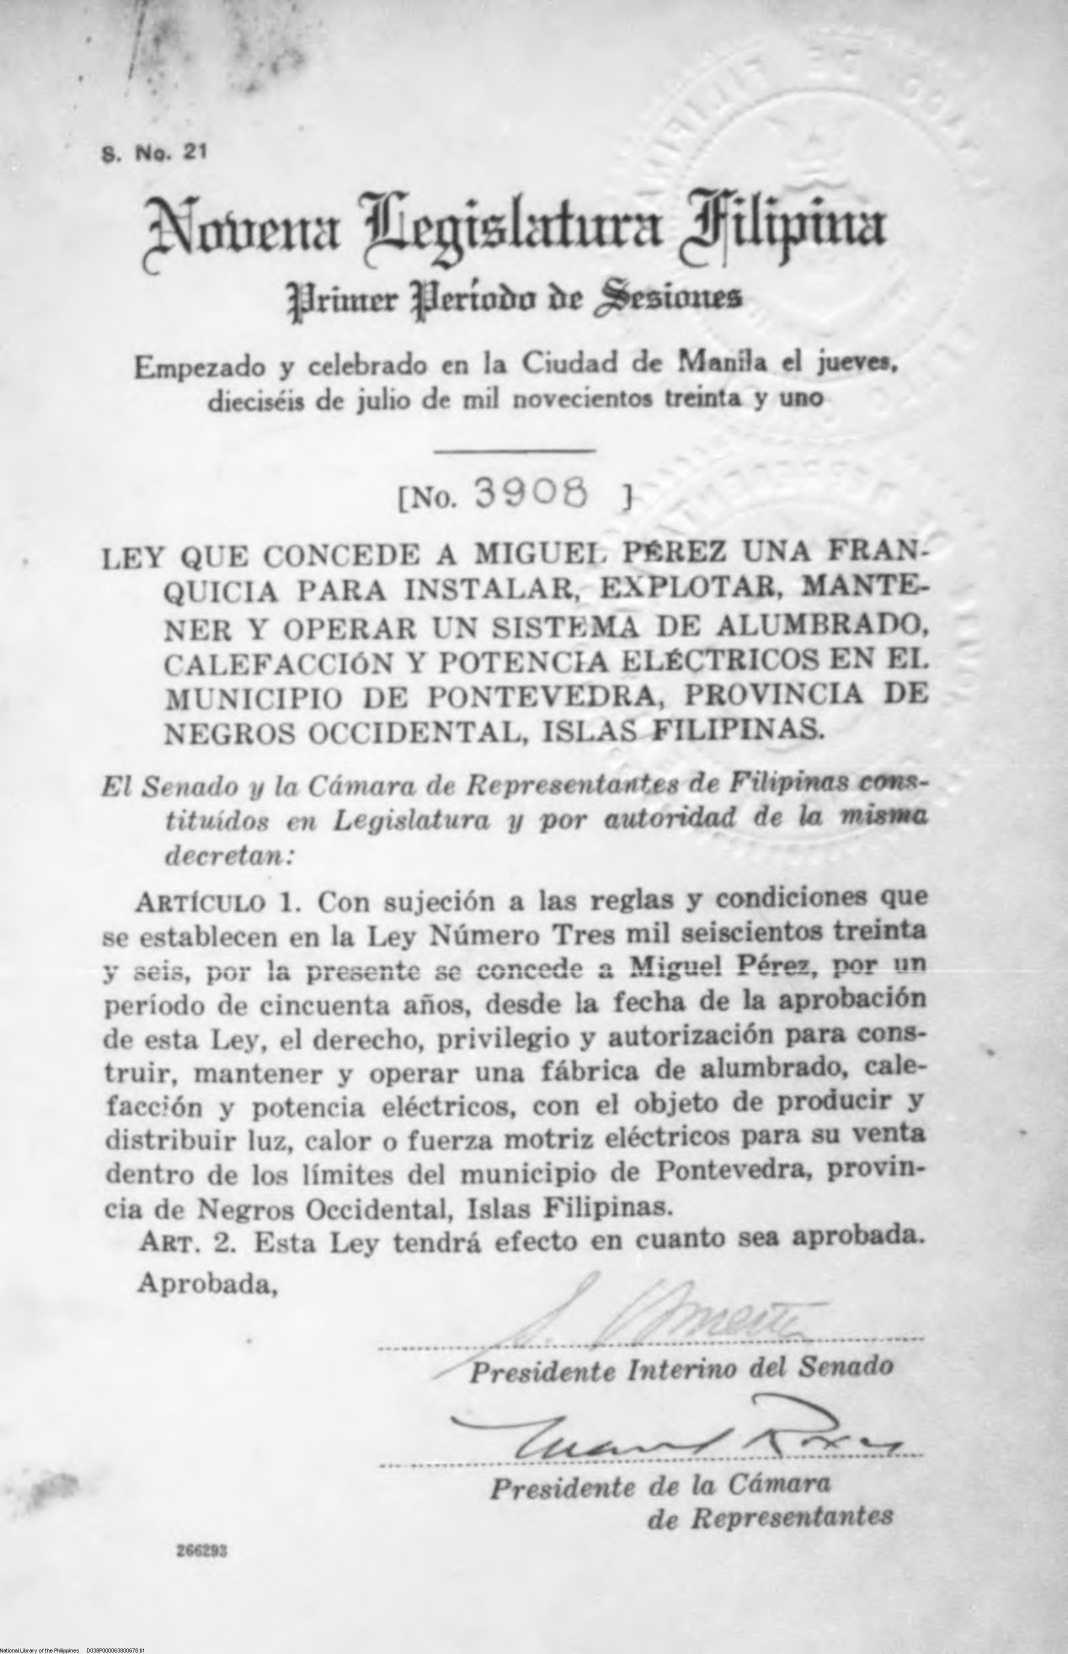 S. No. 21
Novena Legislatura Filipina
Primer Período de Sesiones
Empezado y celebrado en la Ciudad de Manila el jueves,
dieciséis de julio de mil novecientos treinta y uno
[No. 3908 ]
LEY QUE CONCEDE A MIGUEL PÉREZ UNA FRAN-
QUICIA PARA INSTALAR, EXPLOTAR, MANTE-
NER Y OPERAR UN SISTEMA DE ALUMBRADO,
CALEFACCIÓN Y POTENCIA ELÉCTRICOS EN EL
MUNICIPIO DE PONTEVEDRA, PROVINCIA DE
NEGROS OCCIDENTAL, ISLAS FILIPINAS.
El Senado y la Cámara de Representantes de Filipinas cons-
tituídos en Legislatura y por autoridad de la misma
decretan:
ARTÍCULO 1. Con sujeción a las reglas y condiciones que
se establecen en la Ley Número Tres mil seiscientos treinta
y seis, por la presente se concede a Miguel Pérez, por un
período de cincuenta años, desde la fecha de la aprobación
de esta Ley, el derecho, privilegio y autorización para cons-
truir, mantener y operar una fábrica de alumbrado, cale-
facción y potencia eléctricos, con el objeto de producir y
distribuir luz, calor o fuerza motriz eléctricos para su venta
dentro de los límites del municipio de Pontevedra, provin-
cia de Negros Occidental, Islas Filipinas.
ART. 2. Esta Ley tendrá efecto en cuanto sea aprobada.
Aprobada,
Presidente Interino del Senado
Manuel Roxas
Presidente de la Cámara
de Representantes
266293
National Library of the Philippines